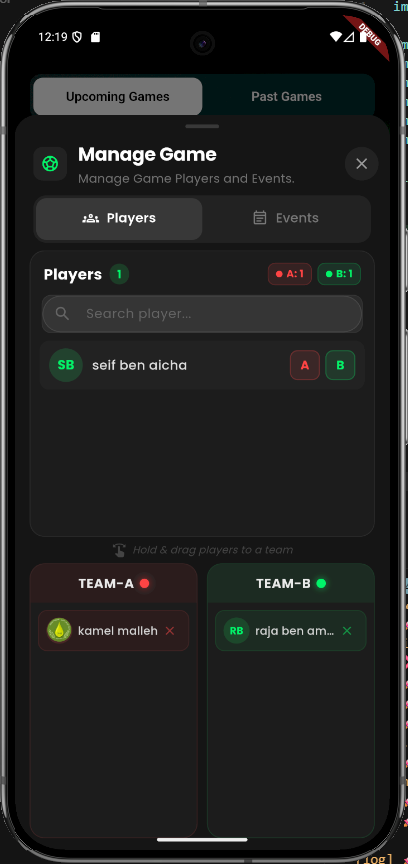 im
12:19
DEBUG
Upcoming Games Past Games
Manage Game
Manage Game Players and Events.
Players Events
Players 1 A: 1 B: 1
Search player...
SB seif ben aicha A B
Hold & drag players to a team
TEAM-A TEAM-B
kamel malleh × RB raja ben am... ×
[log]